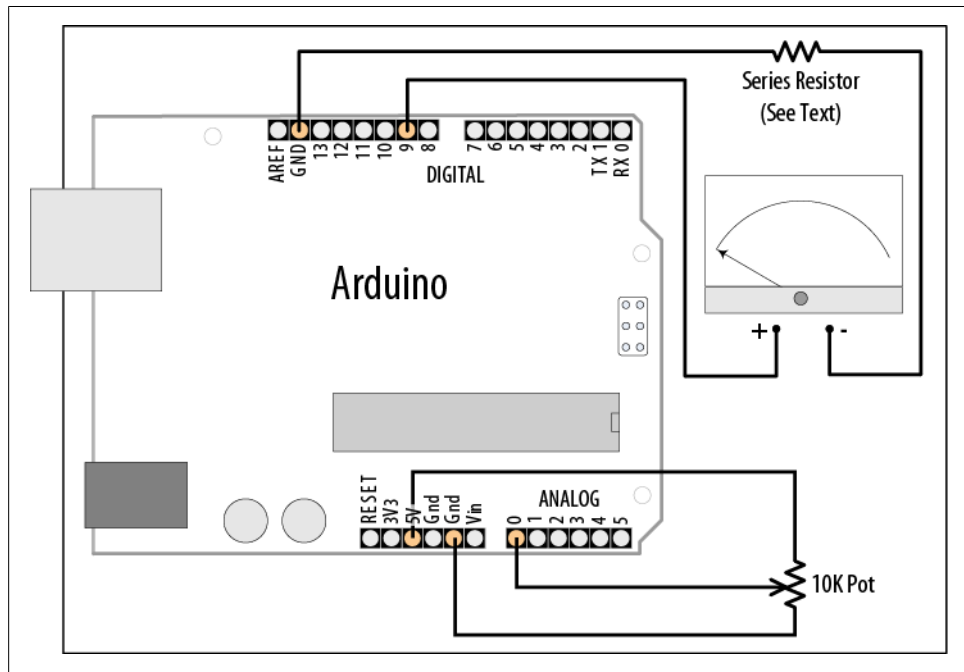 Series Resistor
(See Text)
AREF
GND
13
12
11
10
9
8
7
6
5
4
3
2
TX 1
RX 0
DIGITAL
Arduino
+
-
RESET
3V3
5V
Gnd
Gnd
Vin
ANALOG
0
1
2
3
4
5
10K Pot